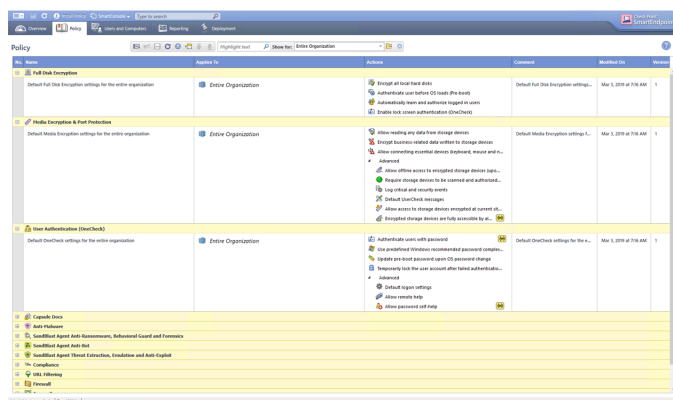 Install Policy SmartConsole Type to search
Check Point
SmartEndpoint
Overview Policy Users and Computers Reporting Deployment
Policy
Highlight text Show for: Entire Organization
No. Name Applies To Actions Comment Modified On Version
Full Disk Encryption
Default Full Disk Encryption settings for the entire organization
Entire Organization
Encrypt all local hard disks
Authenticate user before OS loads (Pre-boot)
Automatically learn and authorize logged in users
Enable lock screen authentication (OneCheck)
Default Full Disk Encryption settings...
Mar 3, 2019 at 7:16 AM
1
Media Encryption & Port Protection
Default Media Encryption settings for the entire organization
Entire Organization
Allow reading any data from storage devices
Encrypt business-related data written to storage devices
Allow connecting essential devices (keyboard, mouse and n...
Advanced
Allow offline access to encrypted storage devices (upo...
Require storage devices to be scanned and authorized...
Log critical and security events
Default UserCheck messages
Allow access to storage devices encrypted at current sit...
Encrypted storage devices are fully accessible by al...
Default Media Encryption settings f...
Mar 3, 2019 at 7:16 AM
1
User Authentication (OneCheck)
Default OneCheck settings for the entire organization
Entire Organization
Authenticate users with password
Use predefined Windows recommended password complex...
Update pre-boot password upon OS password change
Temporarily lock the user account after failed authenticatio...
Advanced
Default logon settings
Allow remote help
Allow password self-help
Default OneCheck settings for the e...
Mar 3, 2019 at 7:16 AM
1
Capsule Docs
Anti-Malware
SandBlast Agent Anti-Ransomware, Behavioral Guard and Forensics
SandBlast Agent Anti-Bot
SandBlast Agent Threat Extraction, Emulation and Anti-Exploit
Compliance
URL Filtering
Firewall